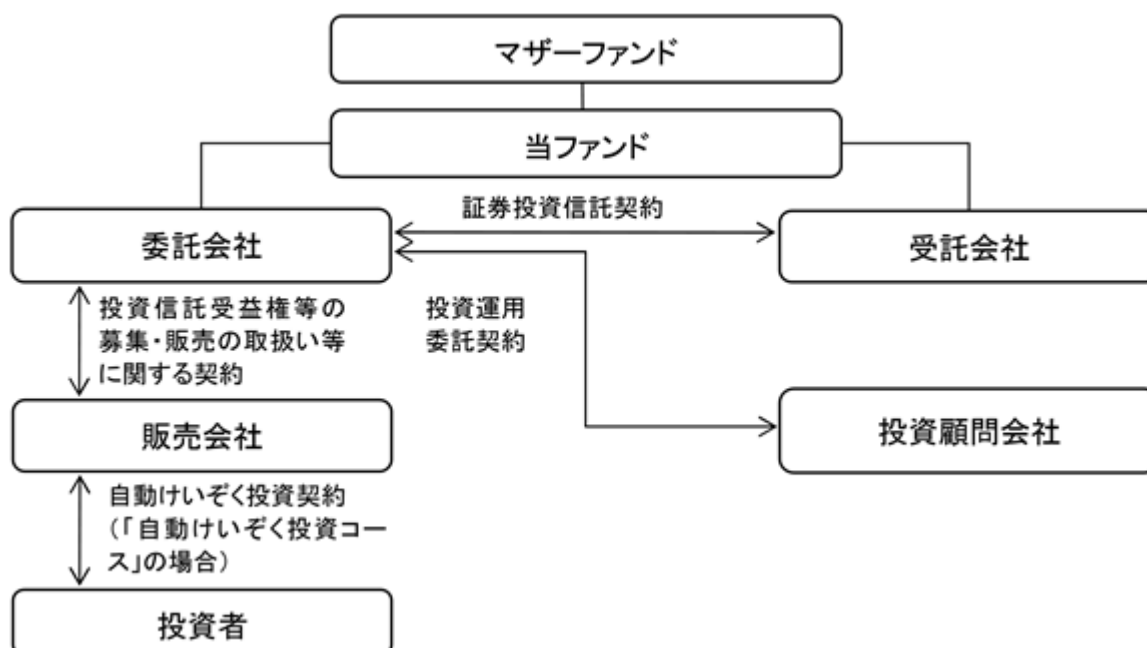 マザーファンド
当ファンド
証券投資信託契約
委託会社
受託会社
投資信託受益権等の
募集・販売の取扱い等
に関する契約
投資運用
委託契約
販売会社
投資顧問会社
自動けいぞく投資契約
(「自動けいぞく投資コー
ス」の場合)
投資者